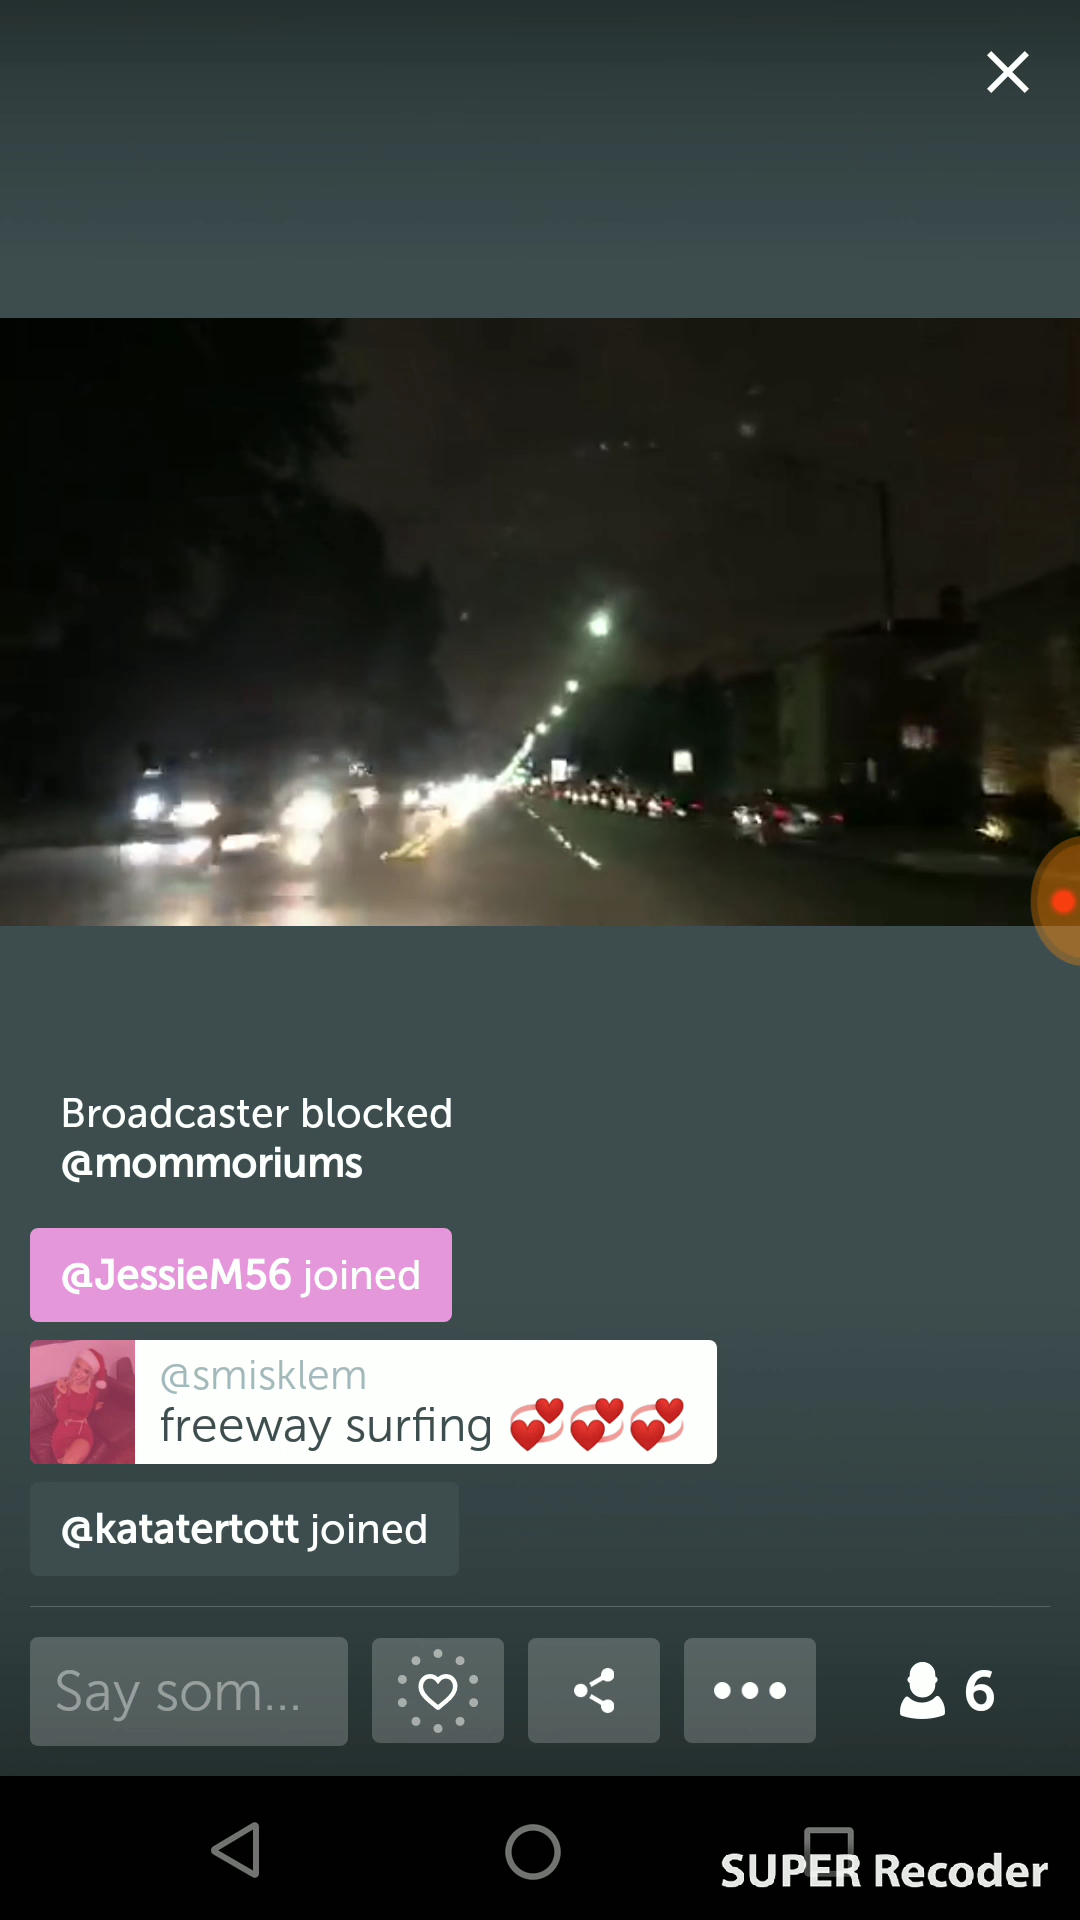 Broadcaster blocked
@mommoriums
@JessieM56 joined
@smisklem
freeway surfing 💞💞💞
@katatertott joined
Say som...
6
SUPER Recoder